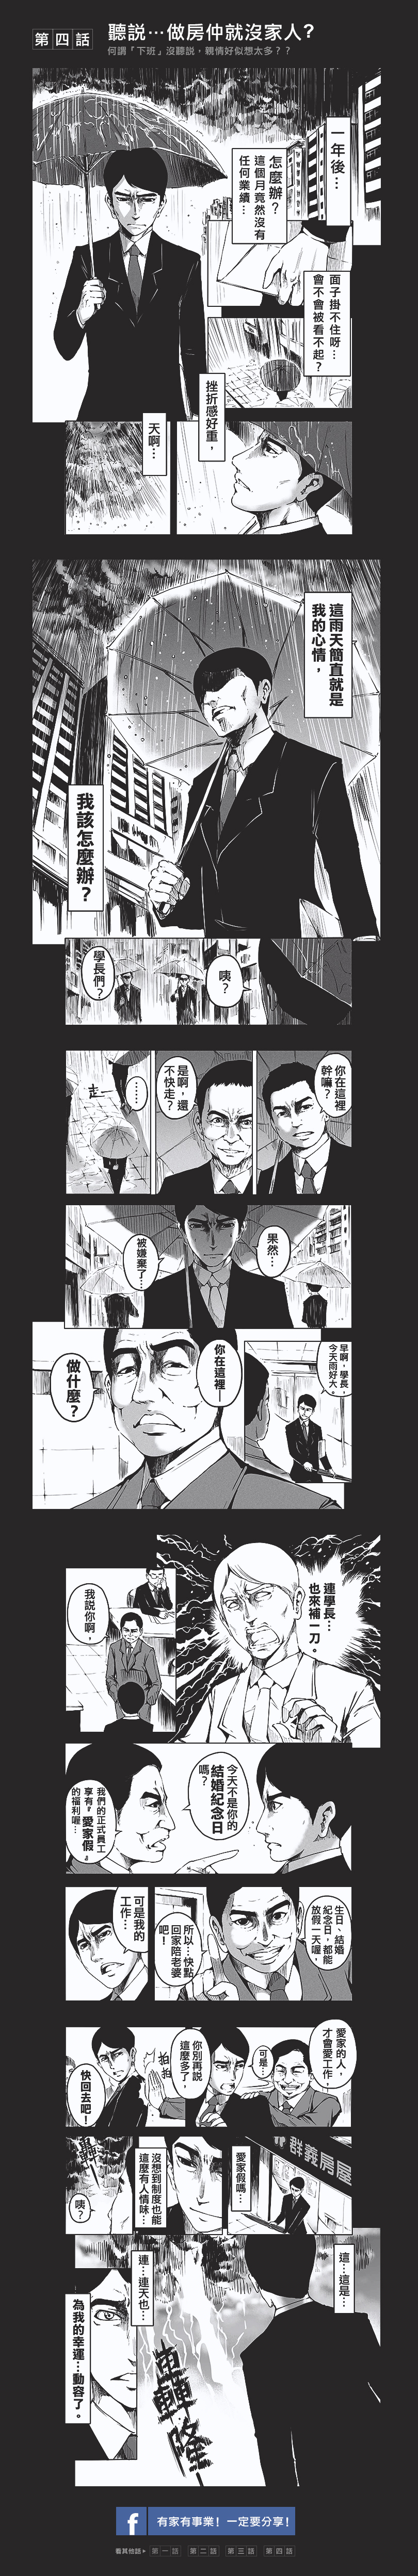 第四話
聽説…做房仲就沒家人?
何謂「下班」沒聽説，親情好似想太多？？
一年後…
怎麼辦？
這個月竟然沒有
任何業績…
面子掛不住呀…
會不會被看不起？
挫折感好重，
天啊…
這雨天簡直就是
我的心情，
我該怎麼辦？
咦？
學長們？
你在這裡
幹嘛？
是啊，還
不快走？
……
走—
果然…
被嫌棄了…
早啊，學長，
今天雨好大。
你在這裡—
做什麼？
連學長…
也來補一刀。
我說你啊，
今天不是你的
結婚紀念日
嗎？
我們的正式員工
享有『愛家假』
的福利喔…
生日、結婚
紀念日，都能
放假一天喔，
所以…快點
回家陪老婆
吧！
可是我的
工作…
愛家的人，
才會愛工作，
可是…
你別再說
這麼多了，
拍拍
快回去吧！
群義房屋
愛家假嗎…
沒想到制度也能
這麼有人情味…
轟
咦？
這…這是…
連…連天也…
轟隆—
為我的幸運…動容了。
f 有家有事業！一定要分享！
看其他話▸ 第一話 第二話 第三話 第四話